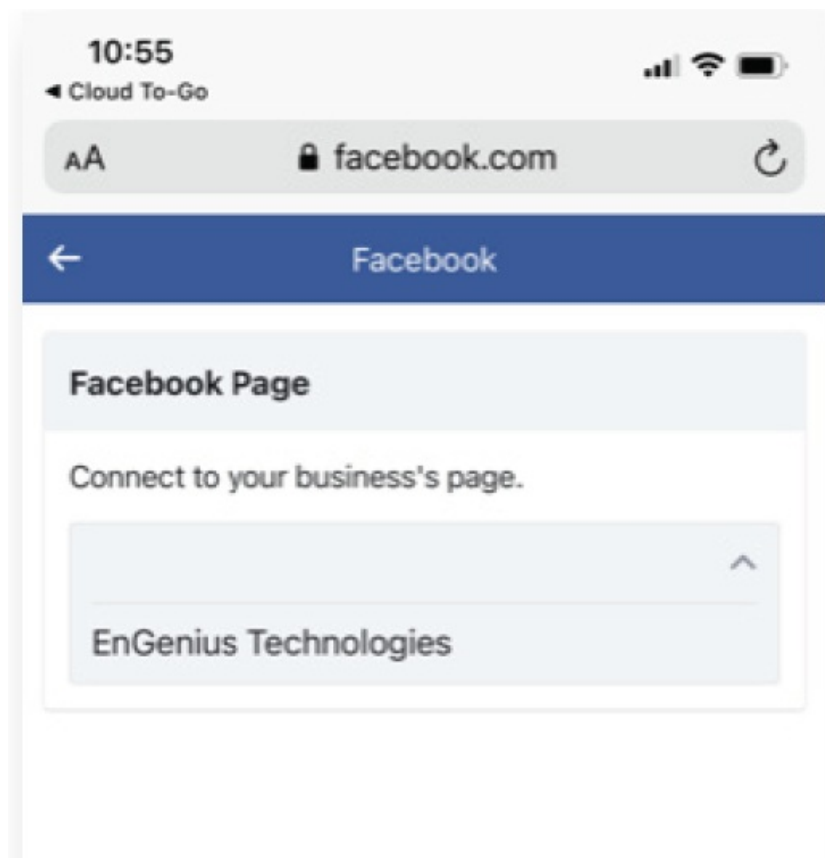 10:55
◀ Cloud To-Go
AA facebook.com
Facebook
Facebook Page
Connect to your business's page.
EnGenius Technologies